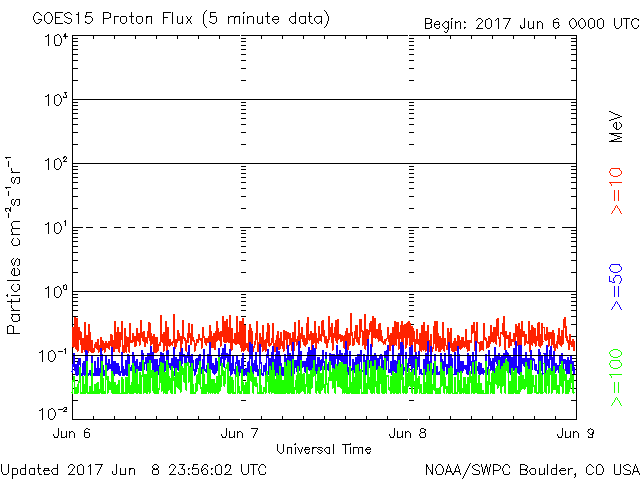 GOES15 Proton Flux (5 minute data)
Begin: 2017 Jun 6 0000 UTC
10⁴
10³
10²
10¹
10⁰
10⁻¹
10⁻²
Particles cm⁻²s⁻¹sr⁻¹
MeV
>=10
>=50
>=100
Jun 6
Jun 7
Jun 8
Jun 9
Universal Time
Updated 2017 Jun 8 23:56:02 UTC
NOAA/SWPC Boulder, CO USA